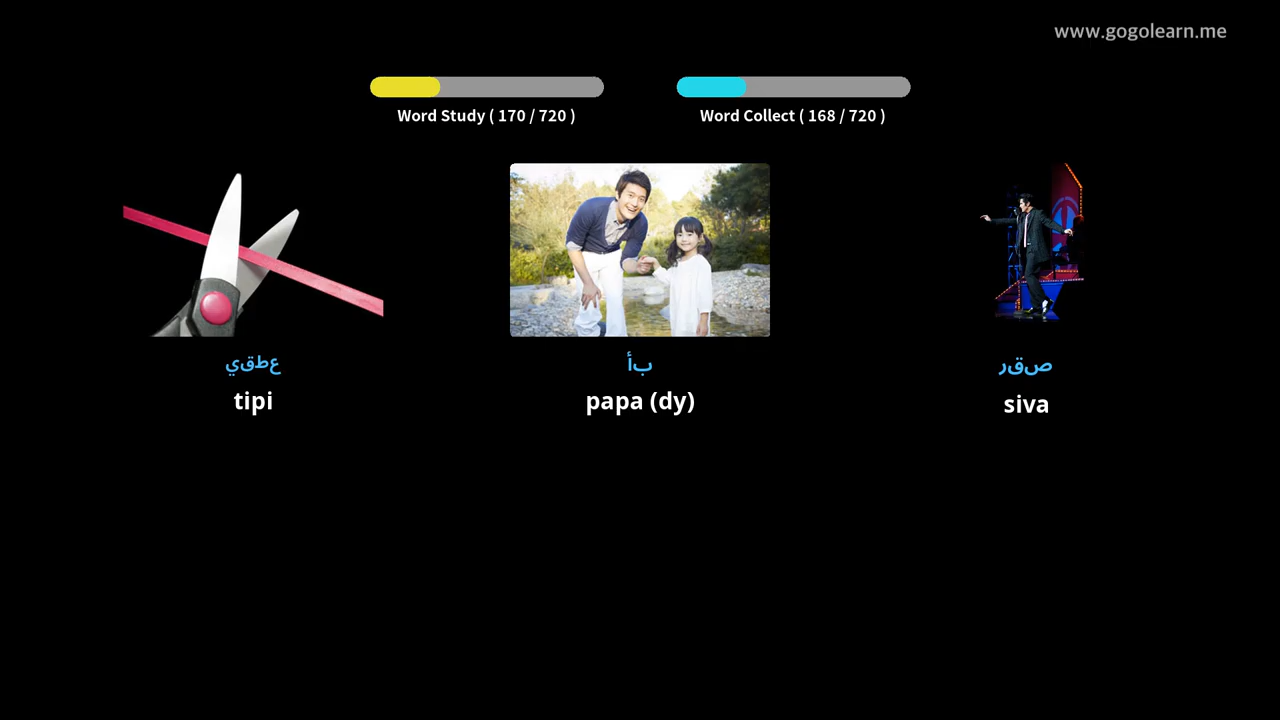 www.gogolearn.me
Word Study ( 170 / 720 )
Word Collect ( 168 / 720 )
عطقي
بأ
صقر
tipi
papa (dy)
siva